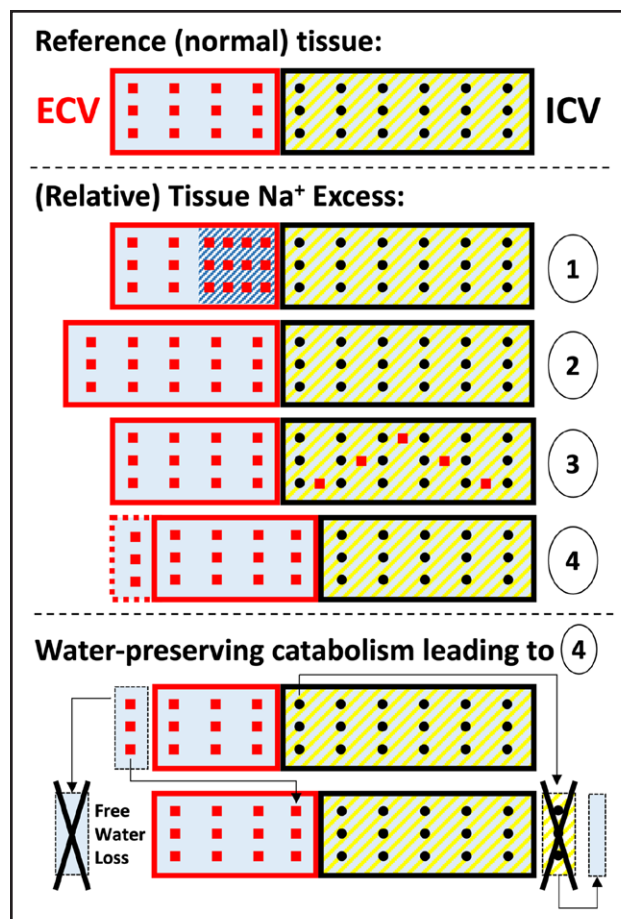 Reference (normal) tissue:
ECV
ICV
(Relative) Tissue Na⁺ Excess:
1
2
3
4
Water-preserving catabolism leading to 4
Free
Water
Loss